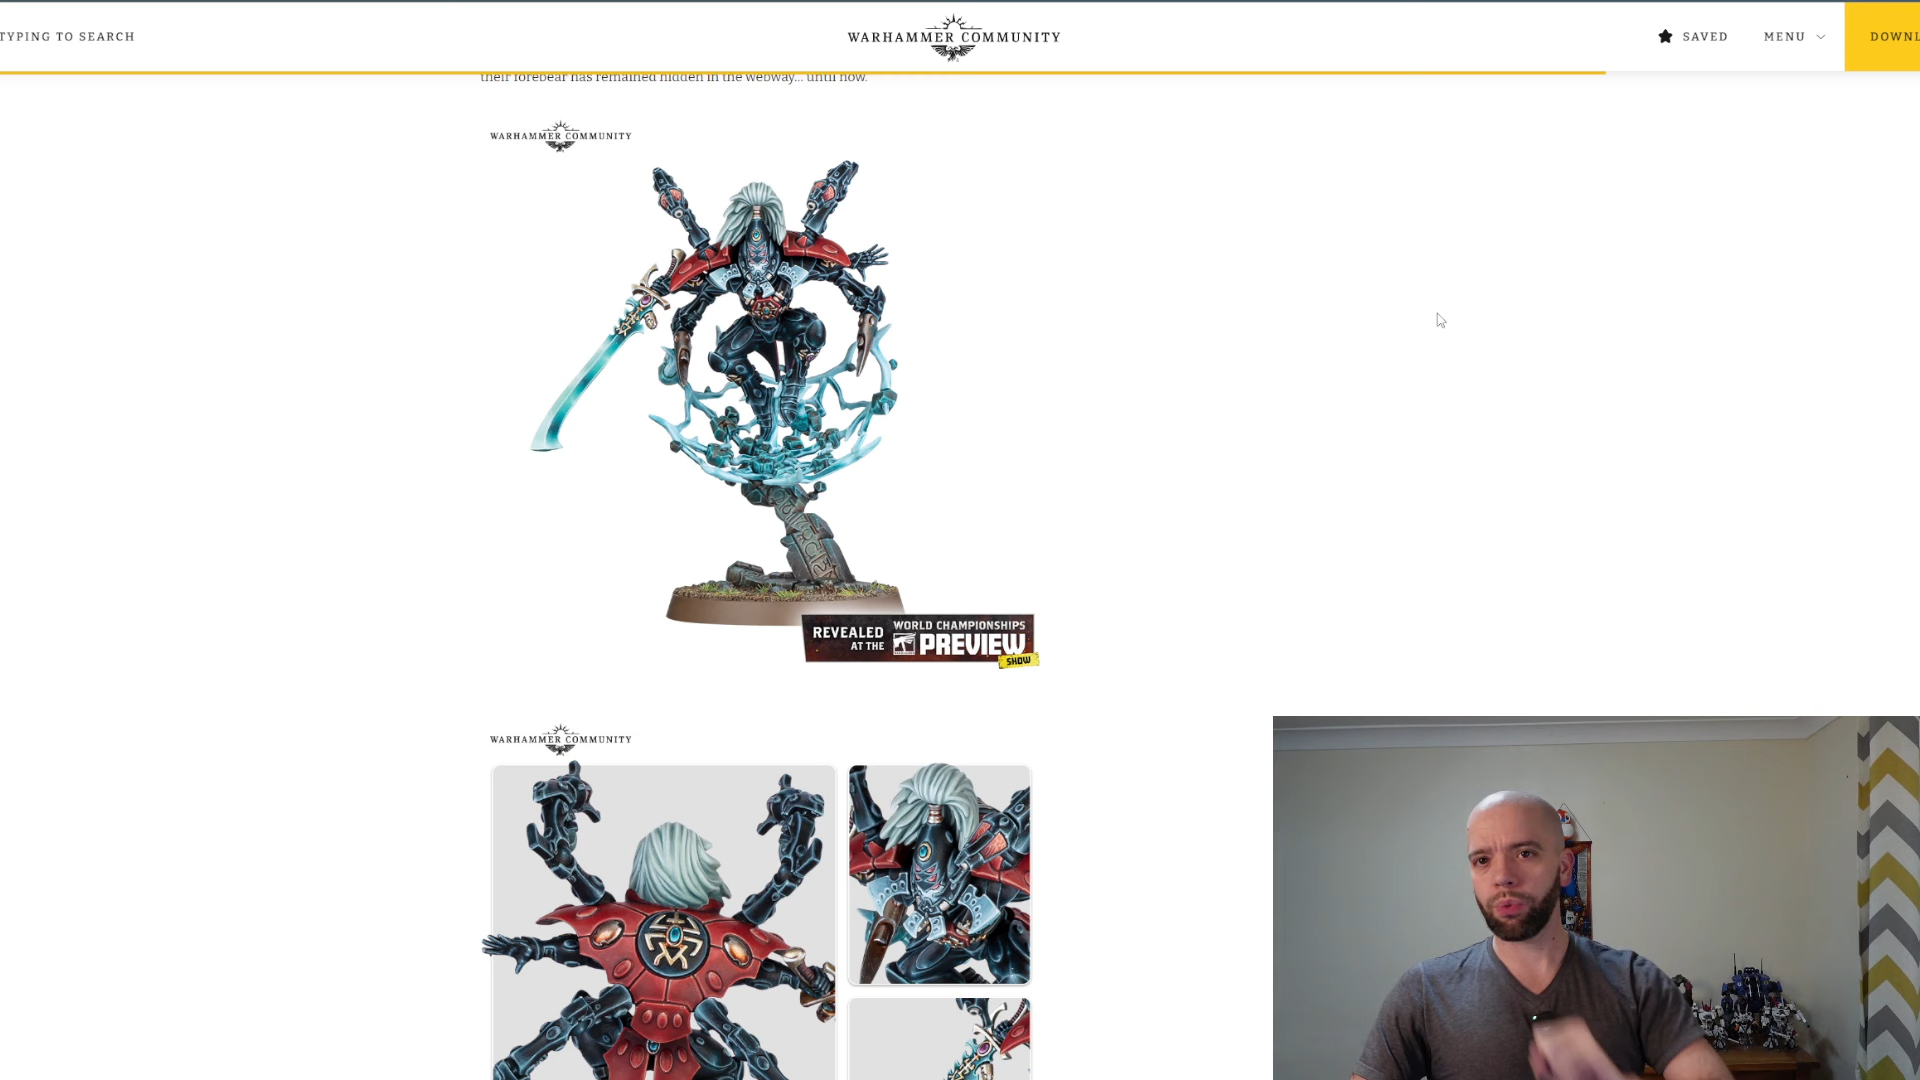 TYPING TO SEARCH
WARHAMMER COMMUNITY
SAVED
MENU
DOWNL
their forebear has remained hidden in the webway... until now.
WARHAMMER COMMUNITY
REVEALED
AT THE
WORLD CHAMPIONSHIPS
PREVIEW
SHOW
WARHAMMER COMMUNITY